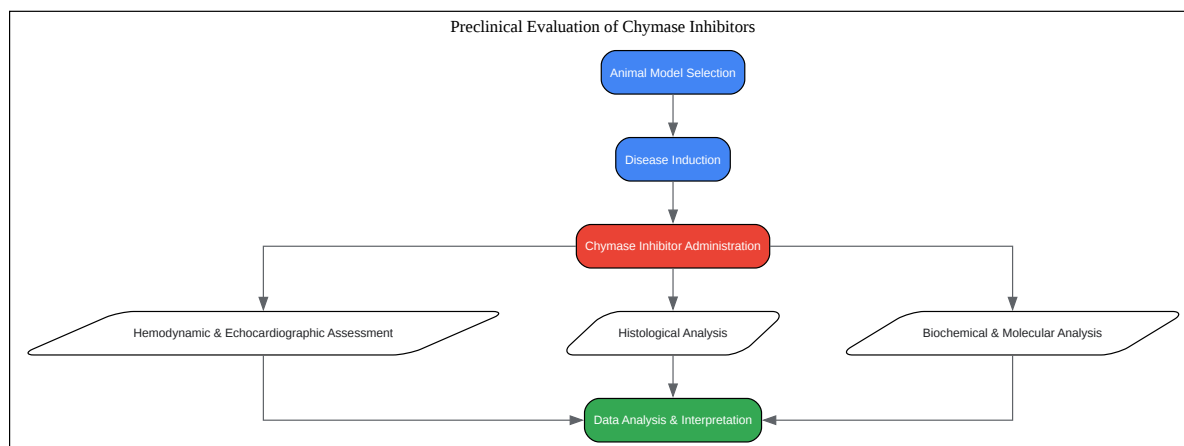 Preclinical Evaluation of Chymase Inhibitors
Animal Model Selection
Disease Induction
Chymase Inhibitor Administration
Hemodynamic & Echocardiographic Assessment
Histological Analysis
Biochemical & Molecular Analysis
Data Analysis & Interpretation